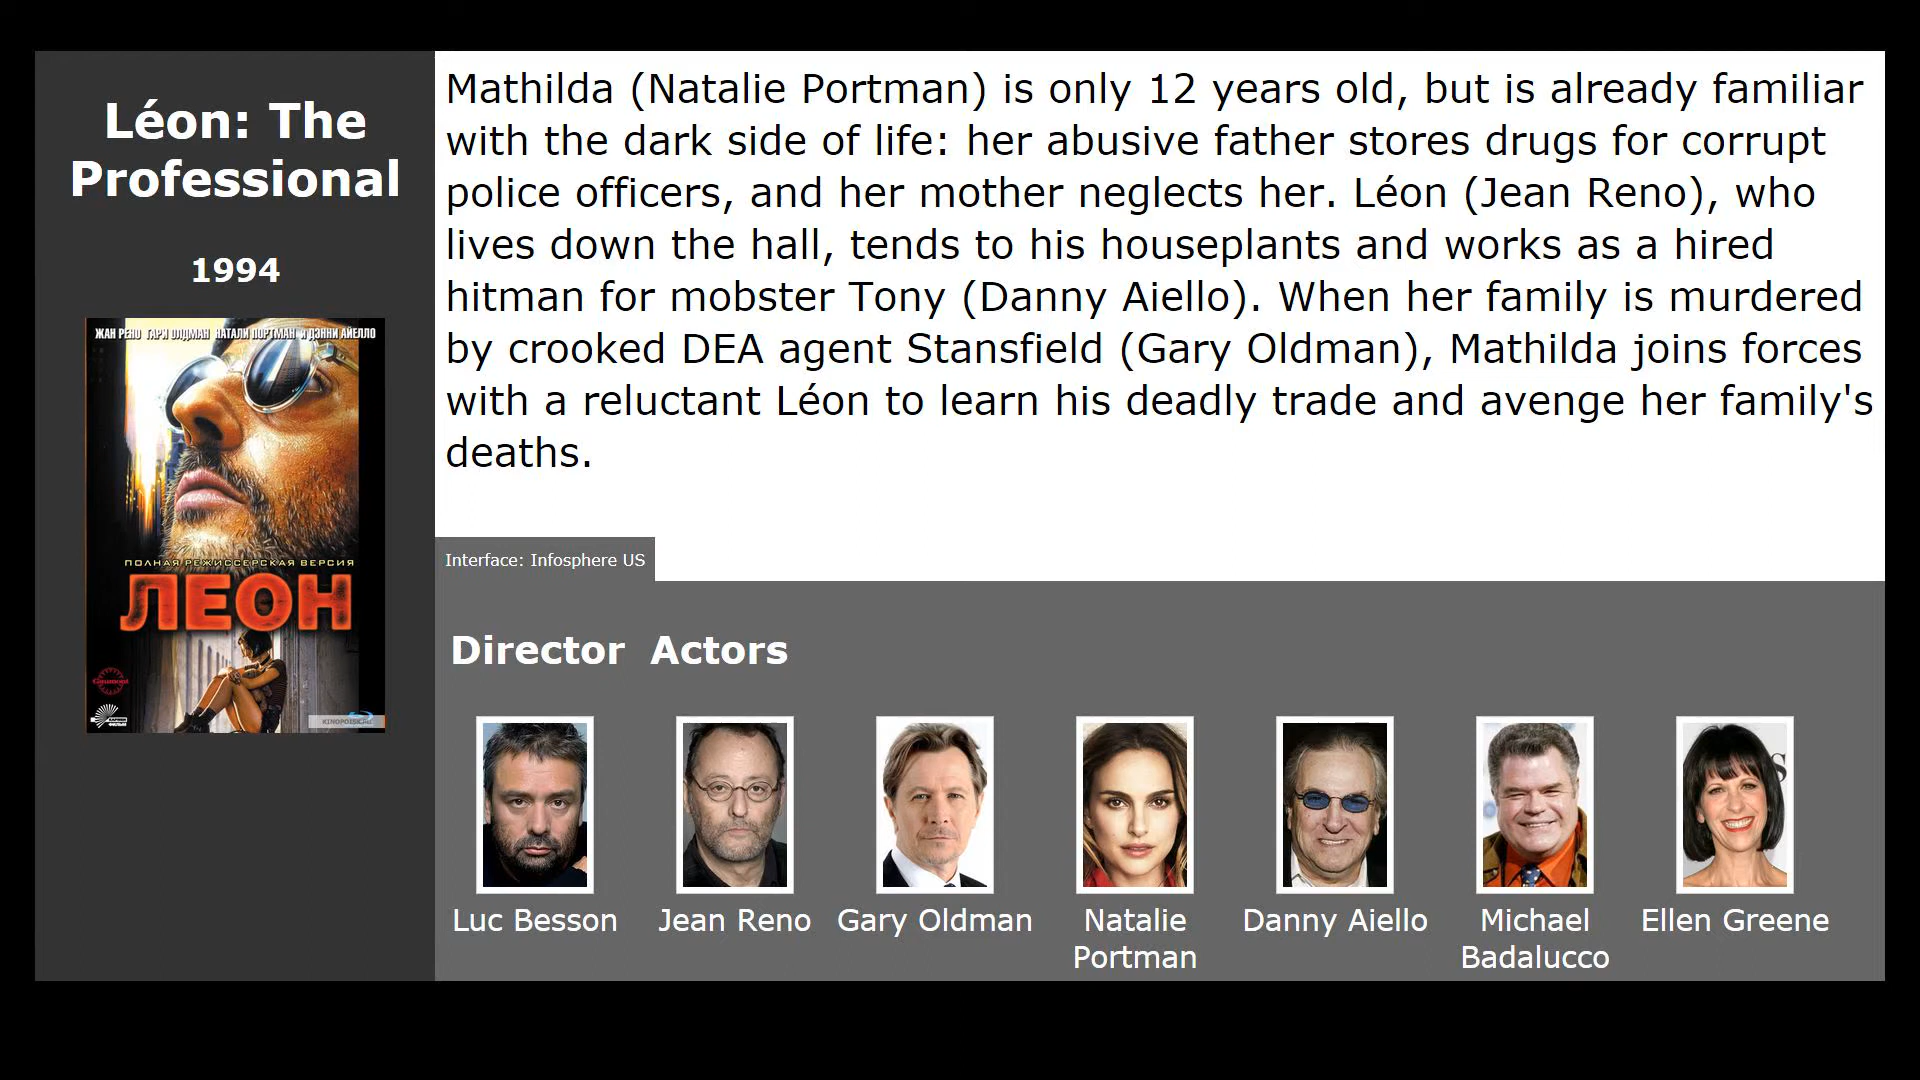 Léon: The
Professional
1994
ЖАН РЕНО ГАРИ ОЛДМАН НАТАЛИ ПОРТМАН и ДЭННИ АЙЕЛЛО
ПОЛНАЯ РЕЖИССЕРСКАЯ ВЕРСИЯ
ЛЕОН
Gaumont
KINOPOISK.RU
Mathilda (Natalie Portman) is only 12 years old, but is already familiar
with the dark side of life: her abusive father stores drugs for corrupt
police officers, and her mother neglects her. Léon (Jean Reno), who
lives down the hall, tends to his houseplants and works as a hired
hitman for mobster Tony (Danny Aiello). When her family is murdered
by crooked DEA agent Stansfield (Gary Oldman), Mathilda joins forces
with a reluctant Léon to learn his deadly trade and avenge her family's
deaths.
Interface: Infosphere US
Director Actors
Luc Besson Jean Reno Gary Oldman Natalie Portman Danny Aiello Michael Badalucco Ellen Greene